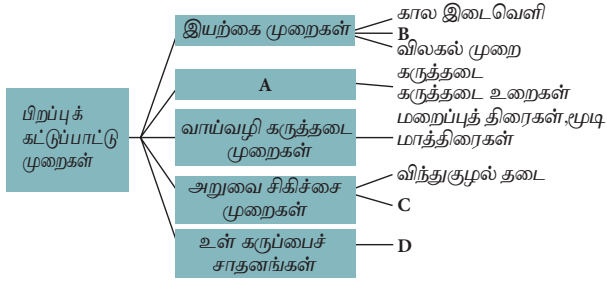 பிறப்புக்
கட்டுப்பாட்டு
முறைகள்
இயற்கை முறைகள்
கால இடைவெளி
B
விலகல் முறை
A
கருத்தடை
கருத்தடை உறைகள்
மறைப்புத் திரைகள்,மூடி
வாய்வழி கருத்தடை
முறைகள்
மாத்திரைகள்
அறுவை சிகிச்சை
முறைகள்
விந்துகுழல் தடை
C
உள் கருப்பைச்
சாதனங்கள்
D